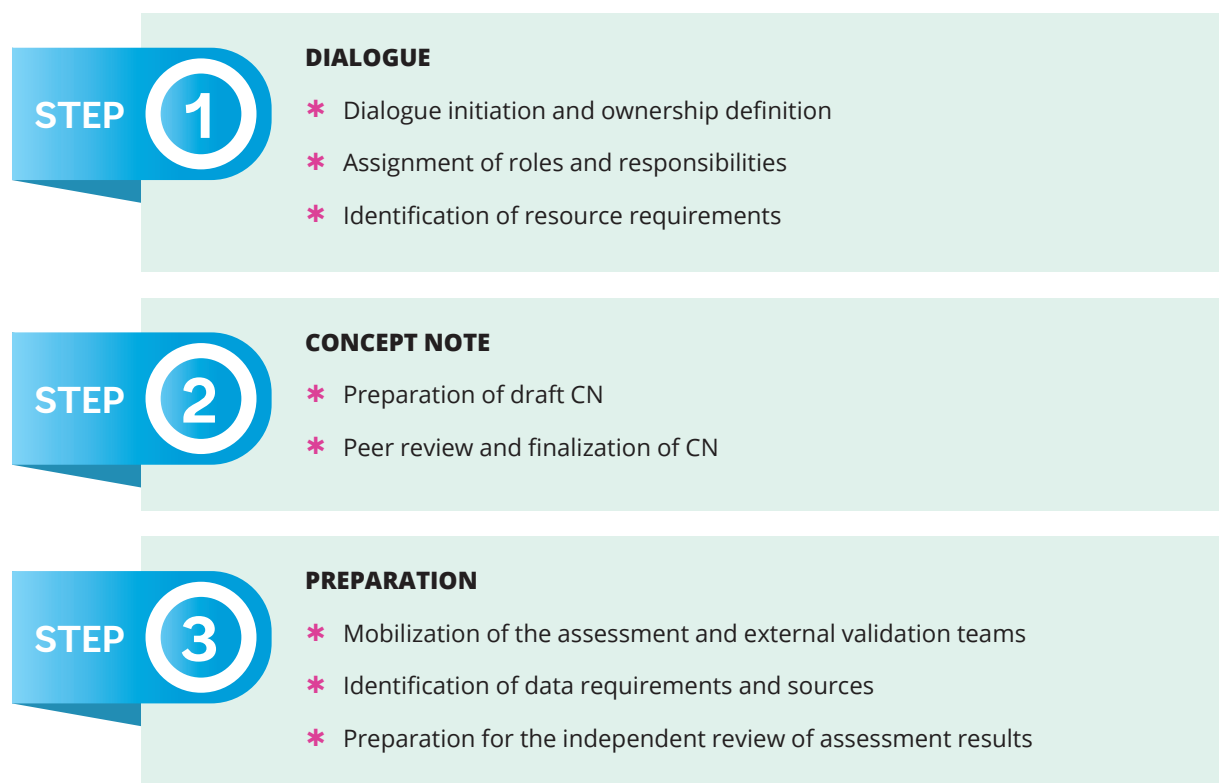 STEP 1
DIALOGUE
* Dialogue initiation and ownership definition
* Assignment of roles and responsibilities
* Identification of resource requirements
STEP 2
CONCEPT NOTE
* Preparation of draft CN
* Peer review and finalization of CN
STEP 3
PREPARATION
* Mobilization of the assessment and external validation teams
* Identification of data requirements and sources
* Preparation for the independent review of assessment results